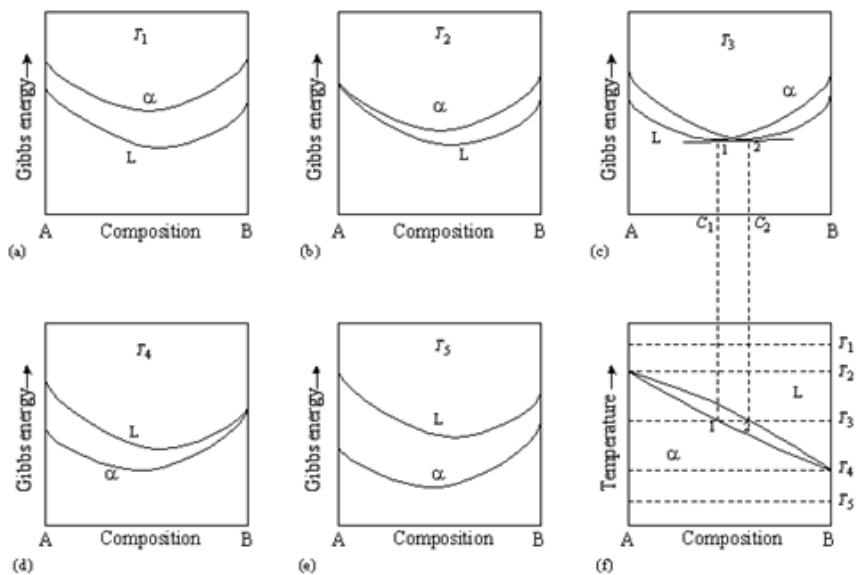 T₁
Gibbs energy
α
L
A Composition B
(a)
T₂
Gibbs energy
α
L
A Composition B
(b)
T₃
Gibbs energy
α
L
1 2
A Composition B
C₁ C₂
(c)
T₄
Gibbs energy
L
α
A Composition B
(d)
T₅
Gibbs energy
L
α
A Composition B
(e)
T₁
T₂
L
Temperature
T₃
1 2
α
T₄
T₅
A Composition B
(f)